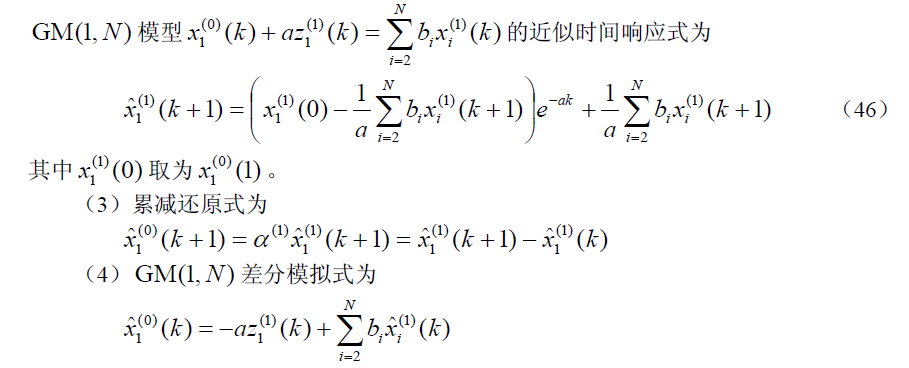 GM(1, N) 模型 $x_1^{(0)}(k) + az_1^{(1)}(k) = \sum_{i=2}^{N} b_i x_i^{(1)}(k)$ 的近似时间响应式为
$\hat{x}_1^{(1)}(k+1) = \left( x_1^{(1)}(0) - \frac{1}{a} \sum_{i=2}^{N} b_i x_i^{(1)}(k+1) \right) e^{-ak} + \frac{1}{a} \sum_{i=2}^{N} b_i x_i^{(1)}(k+1)$ （46）
其中 $x_1^{(1)}(0)$ 取为 $x_1^{(0)}(1)$ 。
（3）累减还原式为
$\hat{x}_1^{(0)}(k+1) = \alpha^{(1)} \hat{x}_1^{(1)}(k+1) = \hat{x}_1^{(1)}(k+1) - \hat{x}_1^{(1)}(k)$
（4）GM(1, N) 差分模拟式为
$\hat{x}_1^{(0)}(k) = -az_1^{(1)}(k) + \sum_{i=2}^{N} b_i \hat{x}_i^{(1)}(k)$